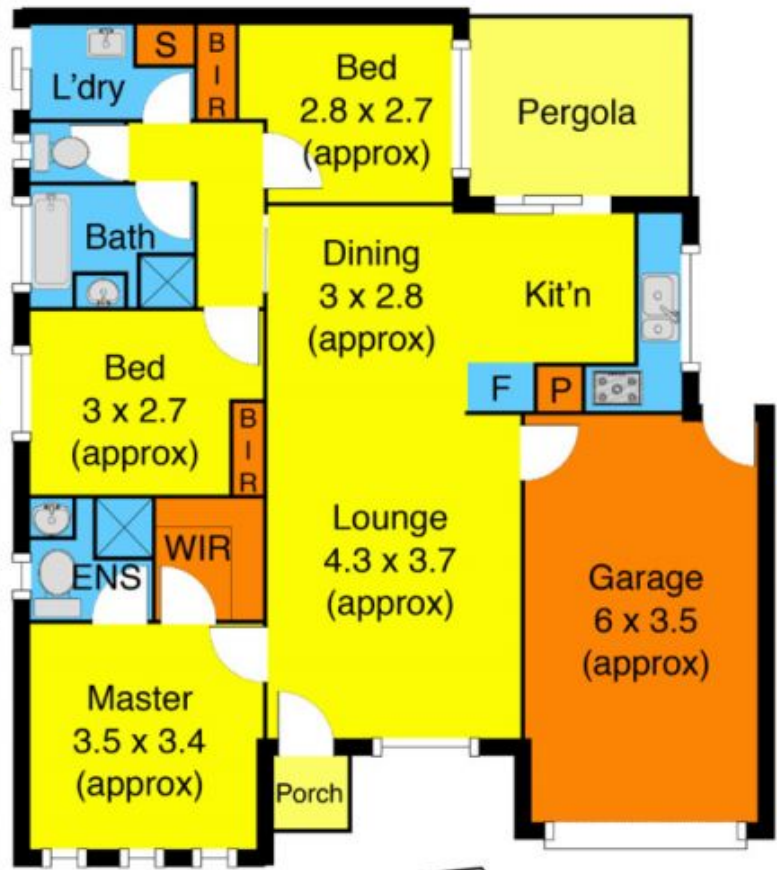 L'dry
S
B
I
R
Bed
2.8 x 2.7
(approx)
Pergola
Bath
Dining
3 x 2.8
(approx)
Kit'n
Bed
3 x 2.7
(approx)
B
I
R
F
P
ENS
WIR
Lounge
4.3 x 3.7
(approx)
Garage
6 x 3.5
(approx)
Master
3.5 x 3.4
(approx)
Porch